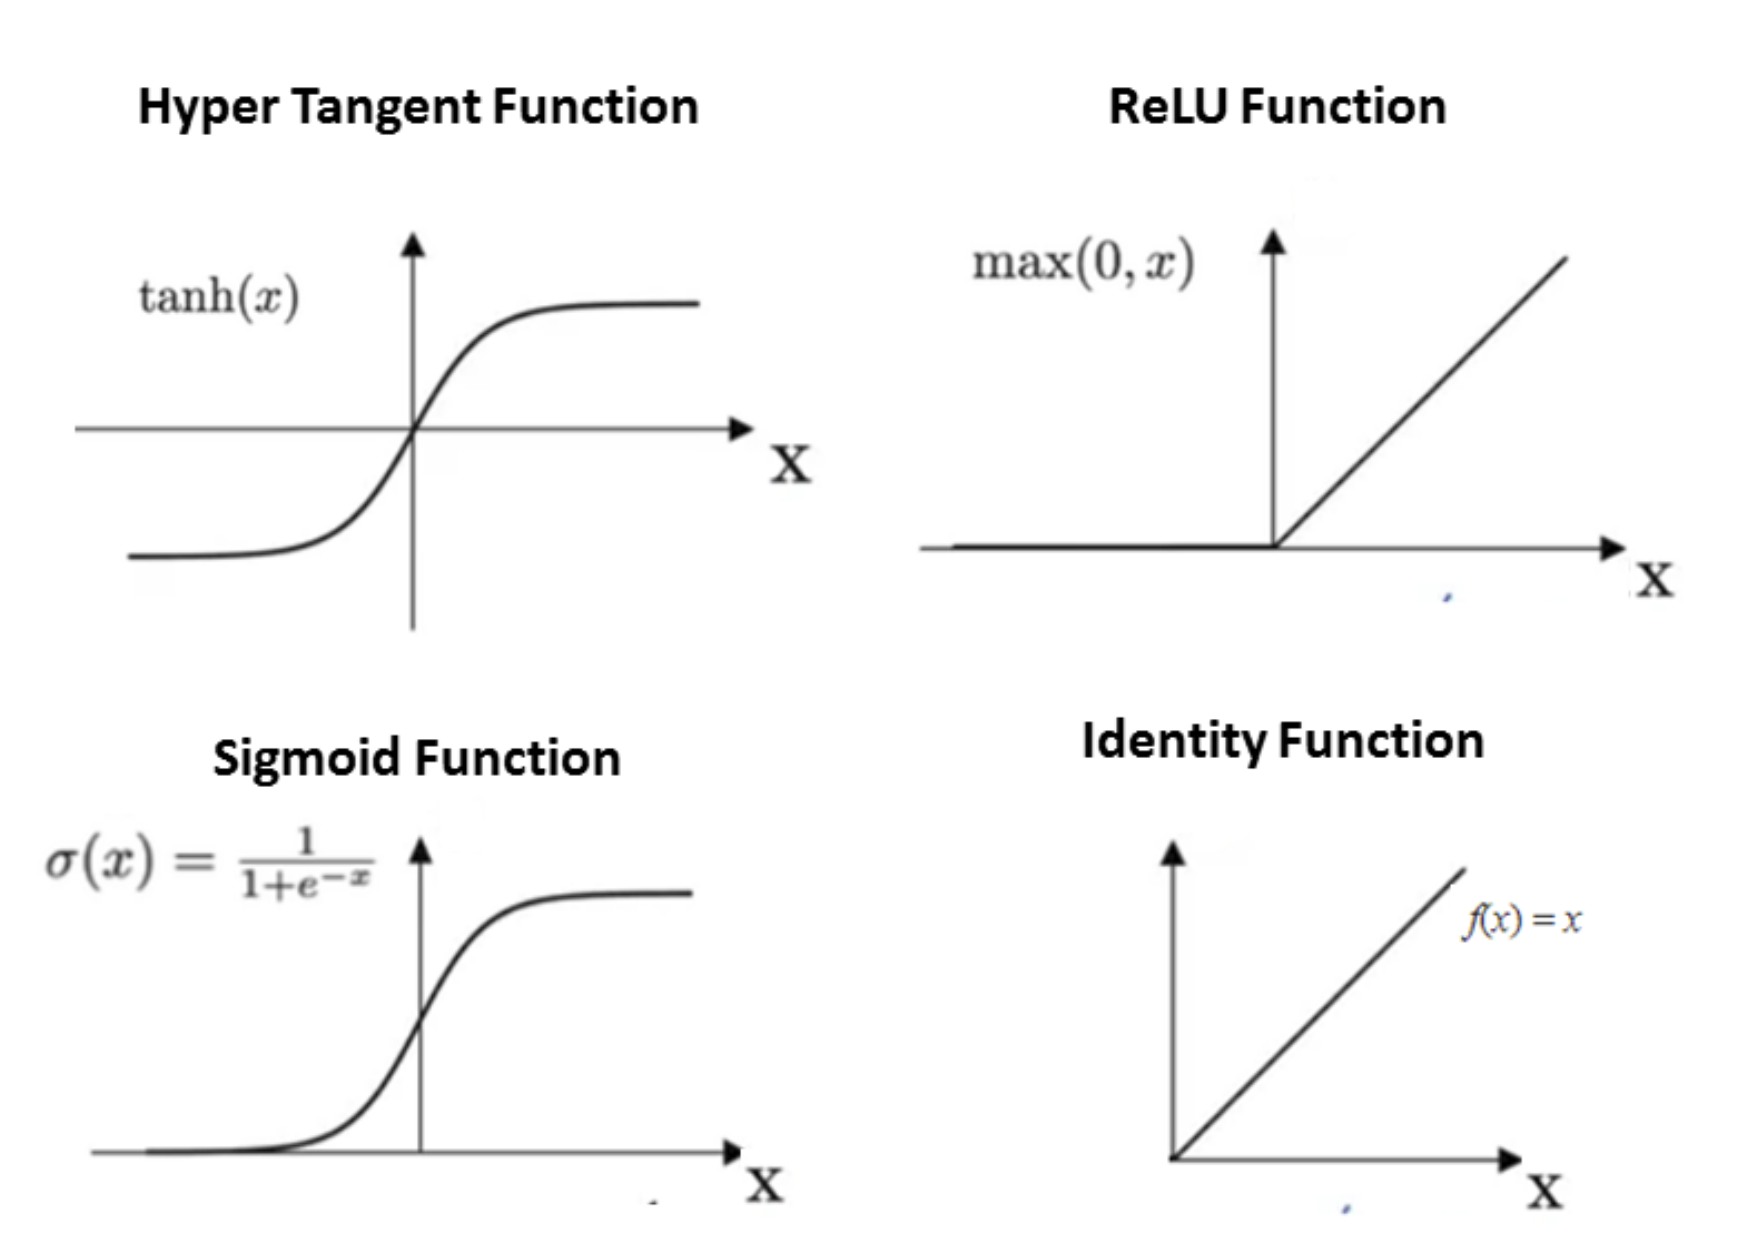 Hyper Tangent Function
tanh(x)
X
ReLU Function
max(0, x)
X
Sigmoid Function
σ(x) = 1/(1+e^{-x})
X
Identity Function
f(x) = x
X